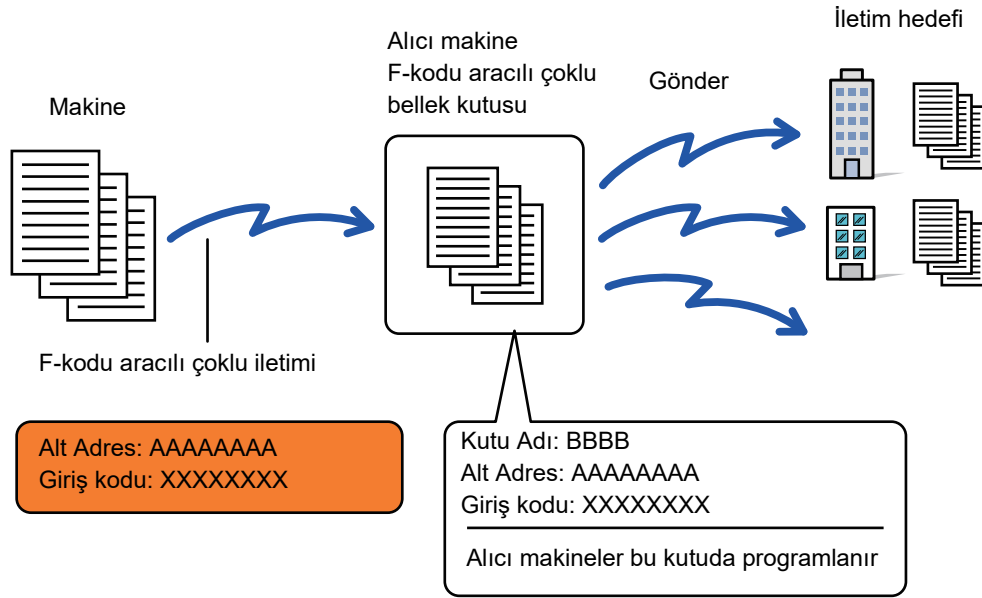 İletim hedefi
Alıcı makine
F-kodu aracılı çoklu
bellek kutusu
Gönder
Makine
F-kodu aracılı çoklu iletimi
Alt Adres: AAAAAAAA
Giriş kodu: XXXXXXXX
Kutu Adı: BBBB
Alt Adres: AAAAAAAA
Giriş kodu: XXXXXXXX
Alıcı makineler bu kutuda programlanır